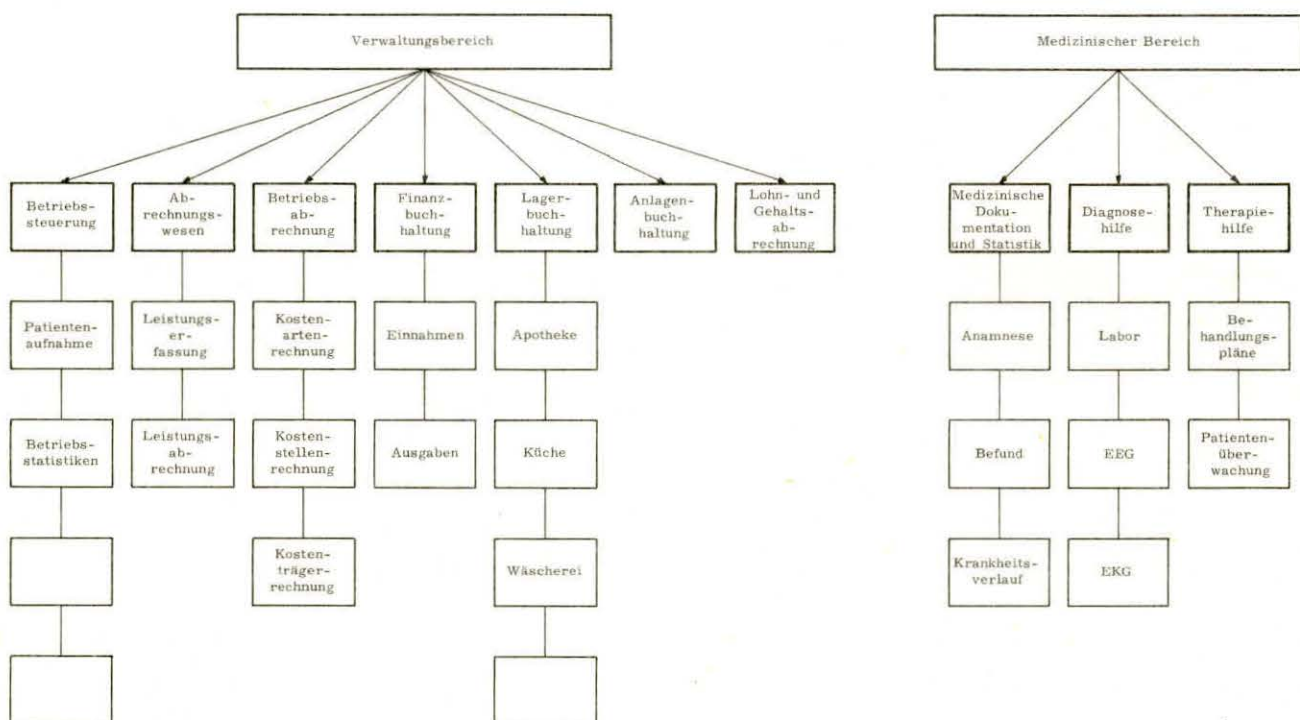 Verwaltungsbereich
Medizinischer Bereich
Betriebs-
steuerung
Ab-
rechnungs-
wesen
Betriebs-
ab-
rechnung
Finanz-
buch-
haltung
Lager-
buch-
haltung
Anlagen-
buch-
haltung
Lohn- und
Gehalts-
ab-
rechnung
Medizinische
Doku-
mentation
und Statistik
Diagnose-
hilfe
Therapie-
hilfe
Patienten-
aufnahme
Leistungs-
er-
fassung
Kosten-
arten-
rechnung
Einnahmen
Apotheke
Anamnese
Labor
Be-
handlungs-
pläne
Betriebs-
statistiken
Leistungs-
ab-
rechnung
Kosten-
stellen-
rechnung
Ausgaben
Küche
Befund
EEG
Patienten-
über-
wachung
Kosten-
träger-
rechnung
Wäscherei
Krankheits-
verlauf
EKG